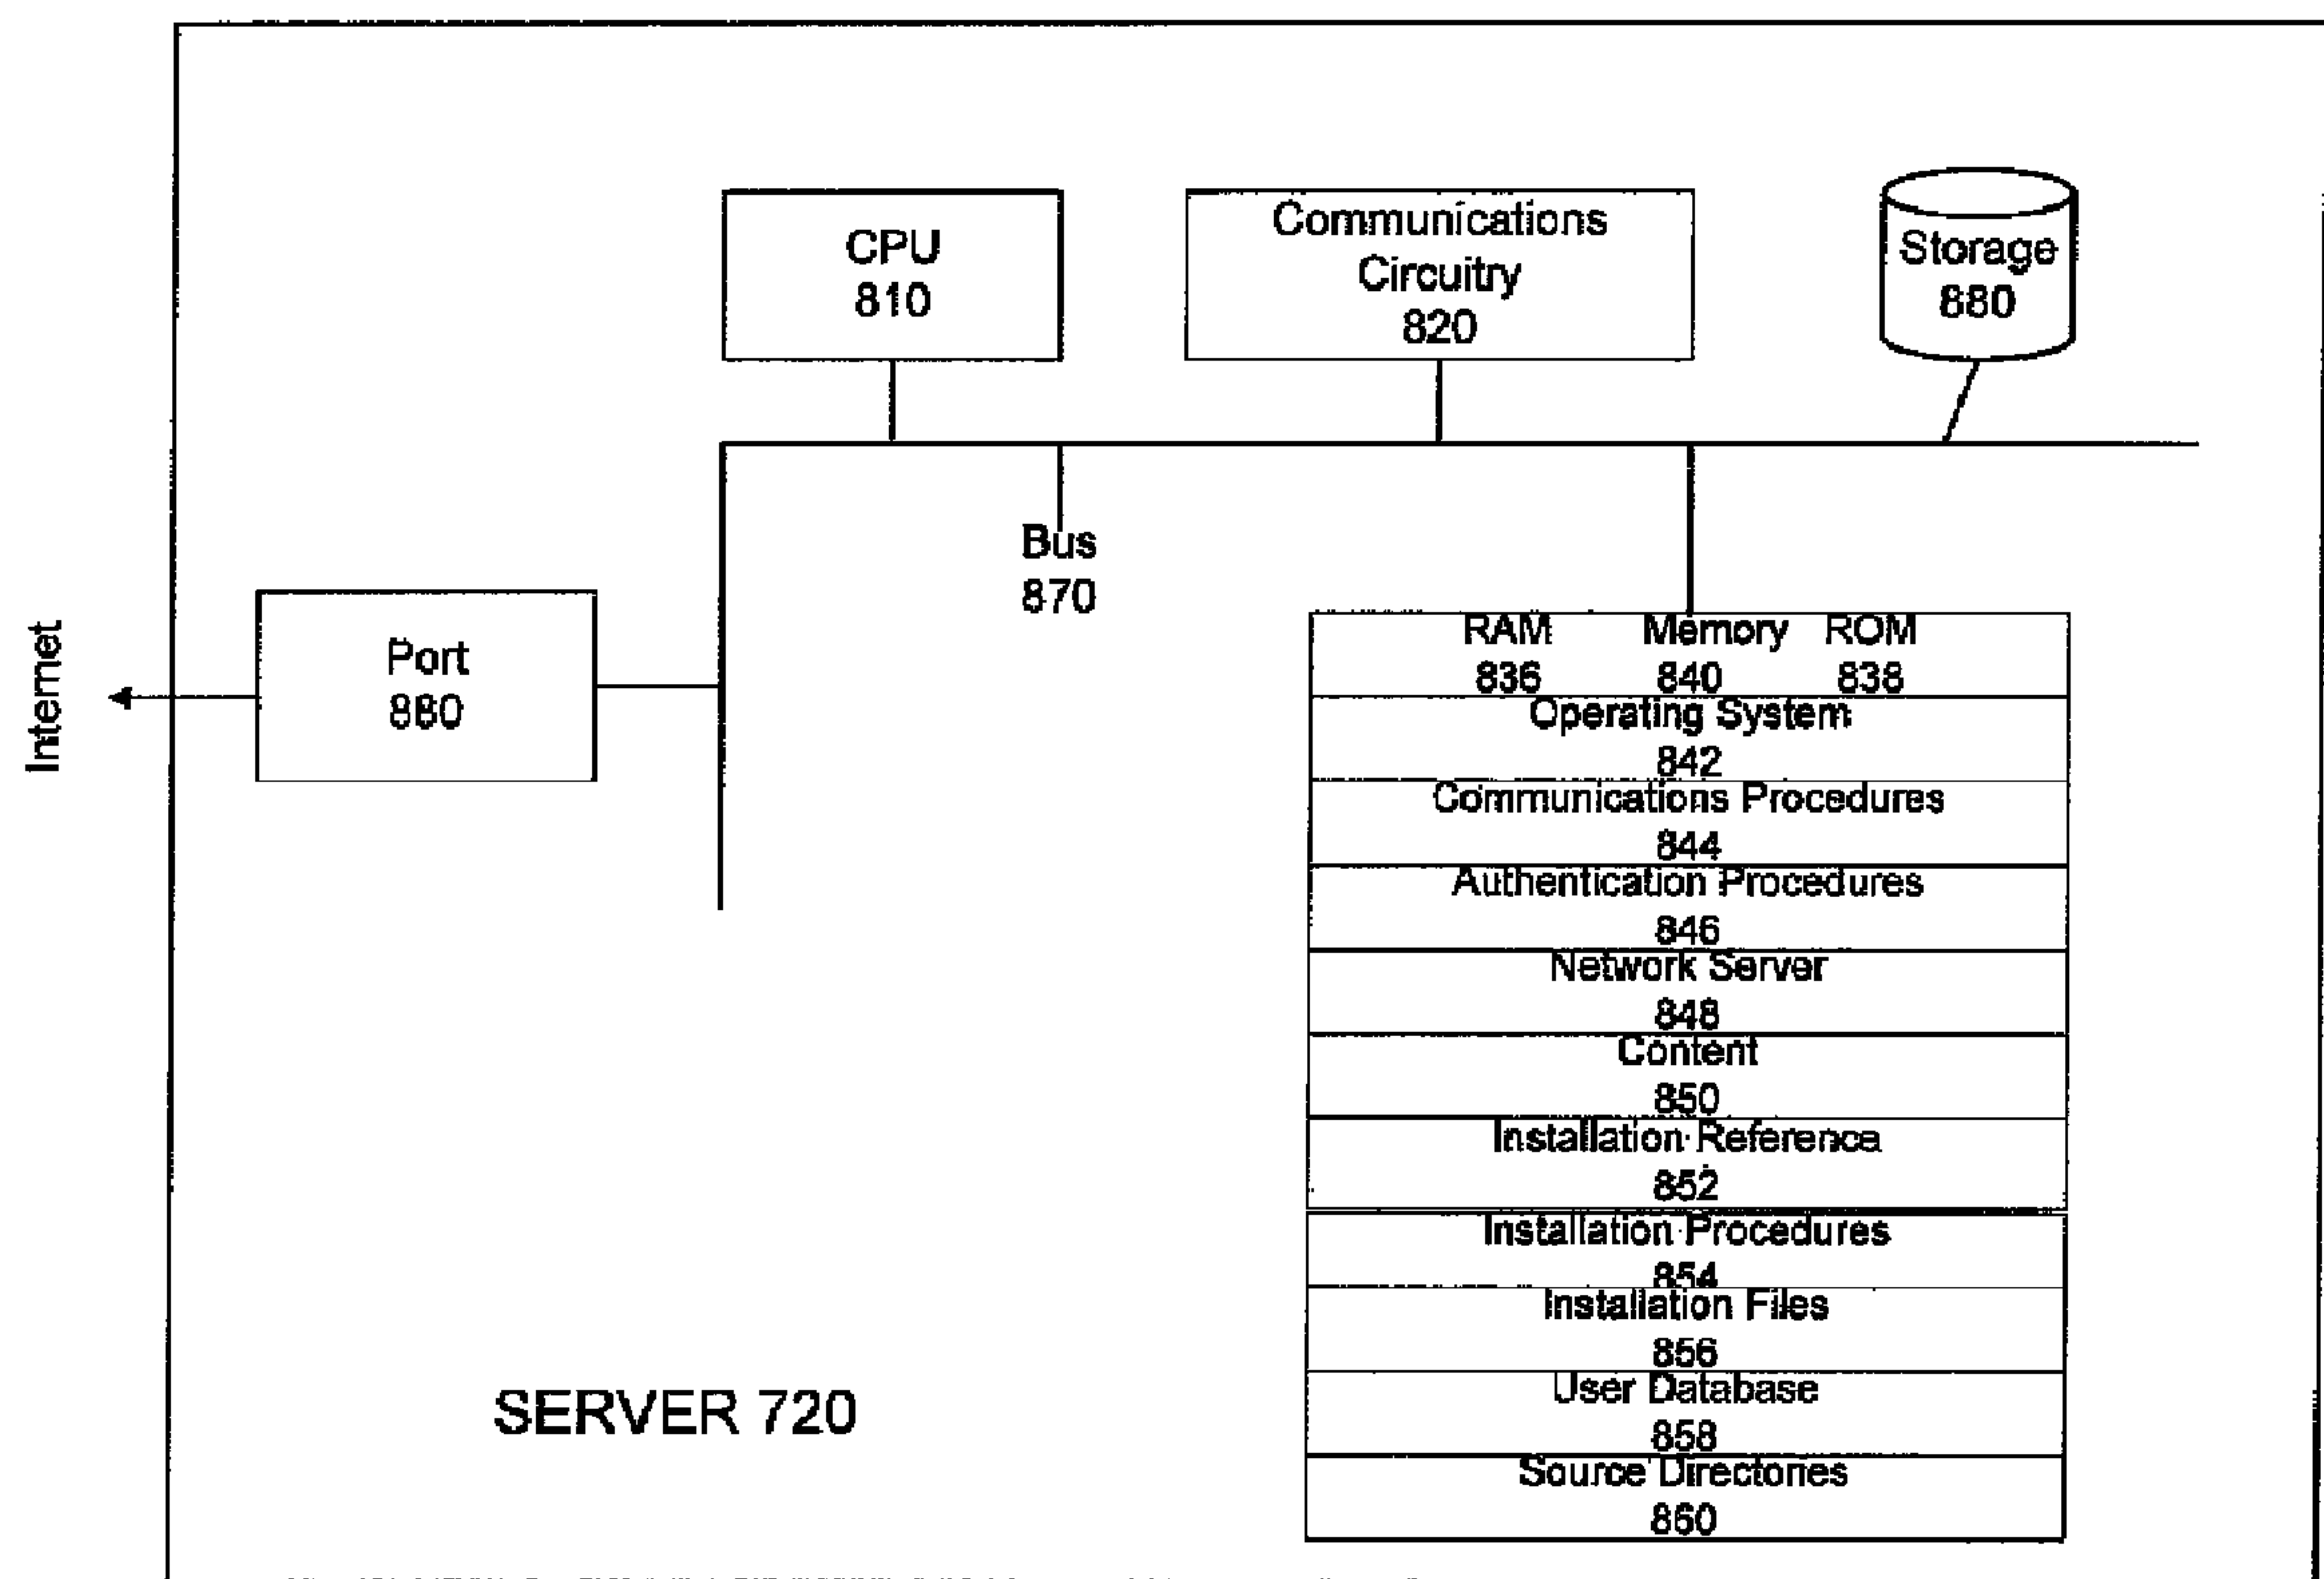 CPU
810
Communications
Circuitry
820
Storage
880
Bus
870
Internet
Port
880
RAM Memory ROM
836 840 838
Operating System
842
Communications Procedures
844
Authentication Procedures
846
Network Server
848
Content
850
Installation Reference
852
Installation Procedures
854
Installation Files
856
User Database
858
Source Directories
860
SERVER 720